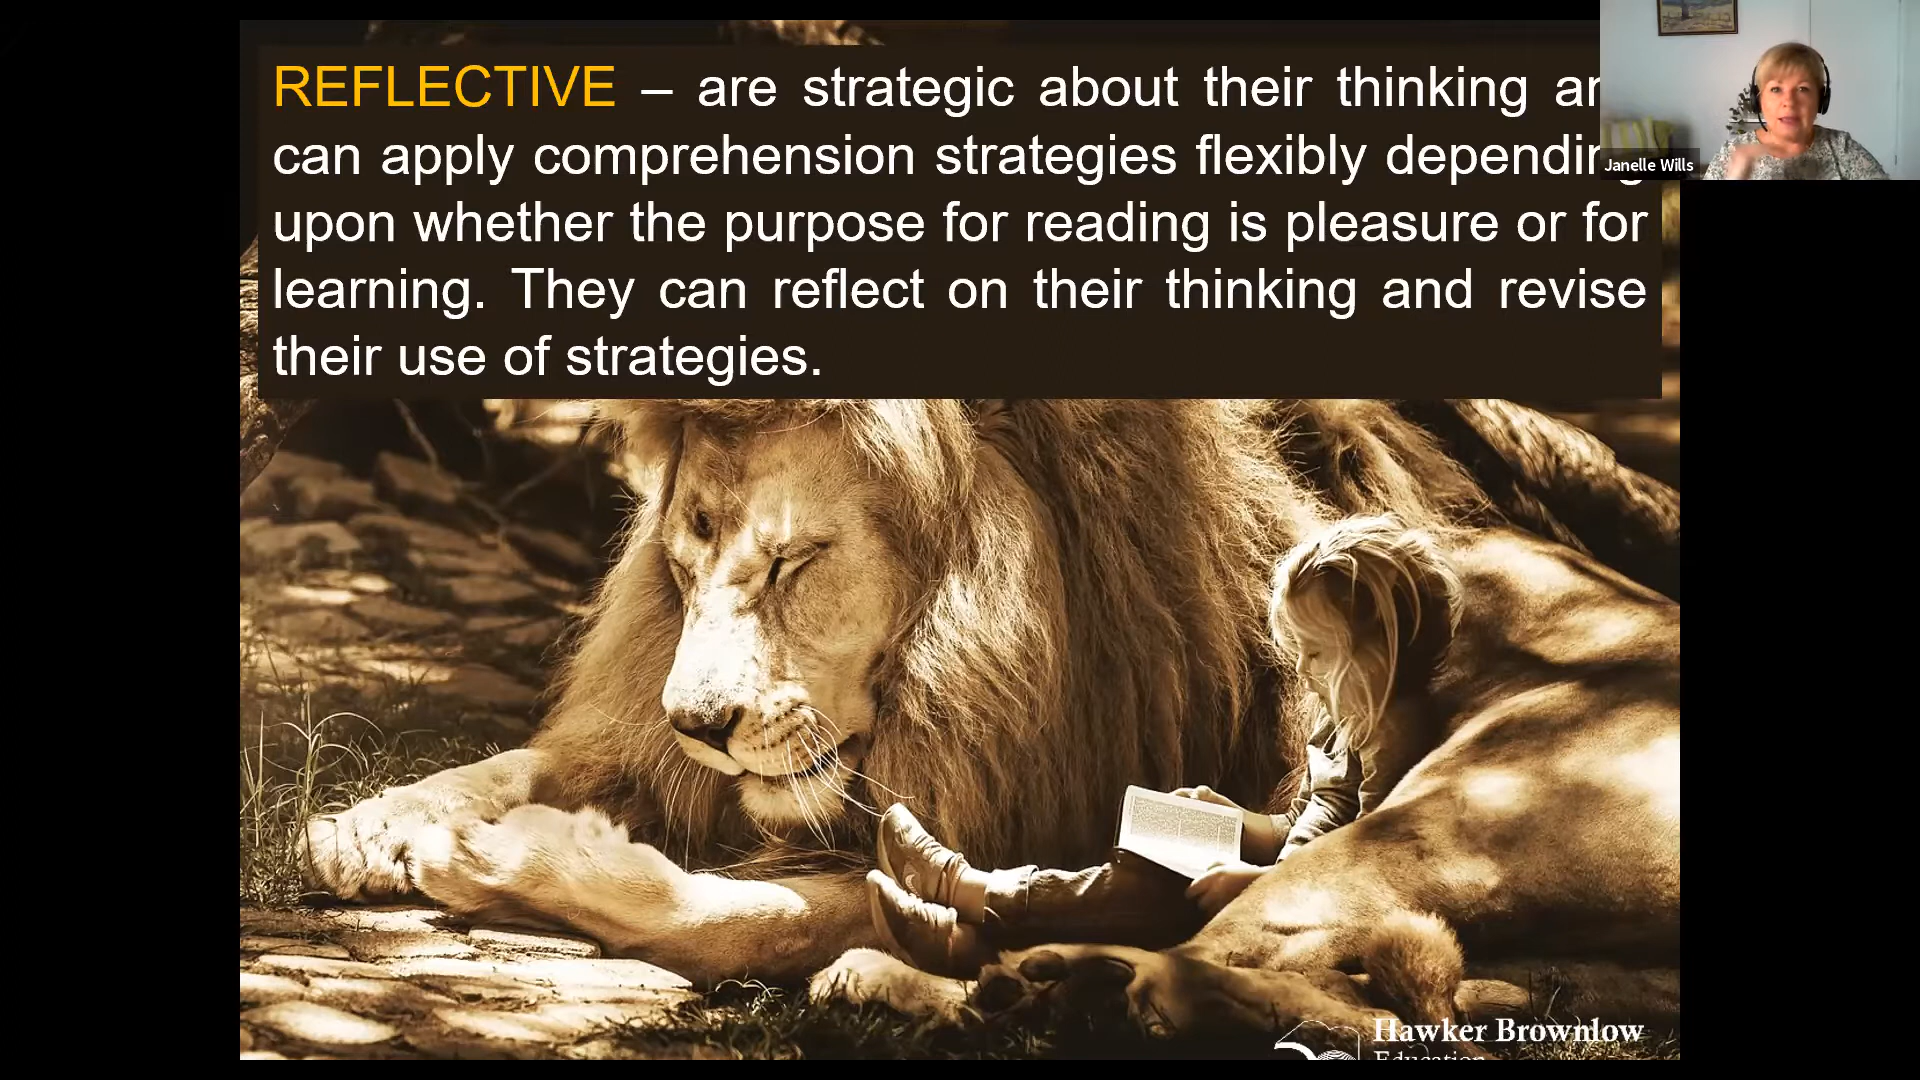 REFLECTIVE – are strategic about their thinking
can apply comprehension strategies flexibly depending
upon whether the purpose for reading is pleasure or for
learning. They can reflect on their thinking and revise
their use of strategies.
Janelle Wills
Hawker Brownlow
Education